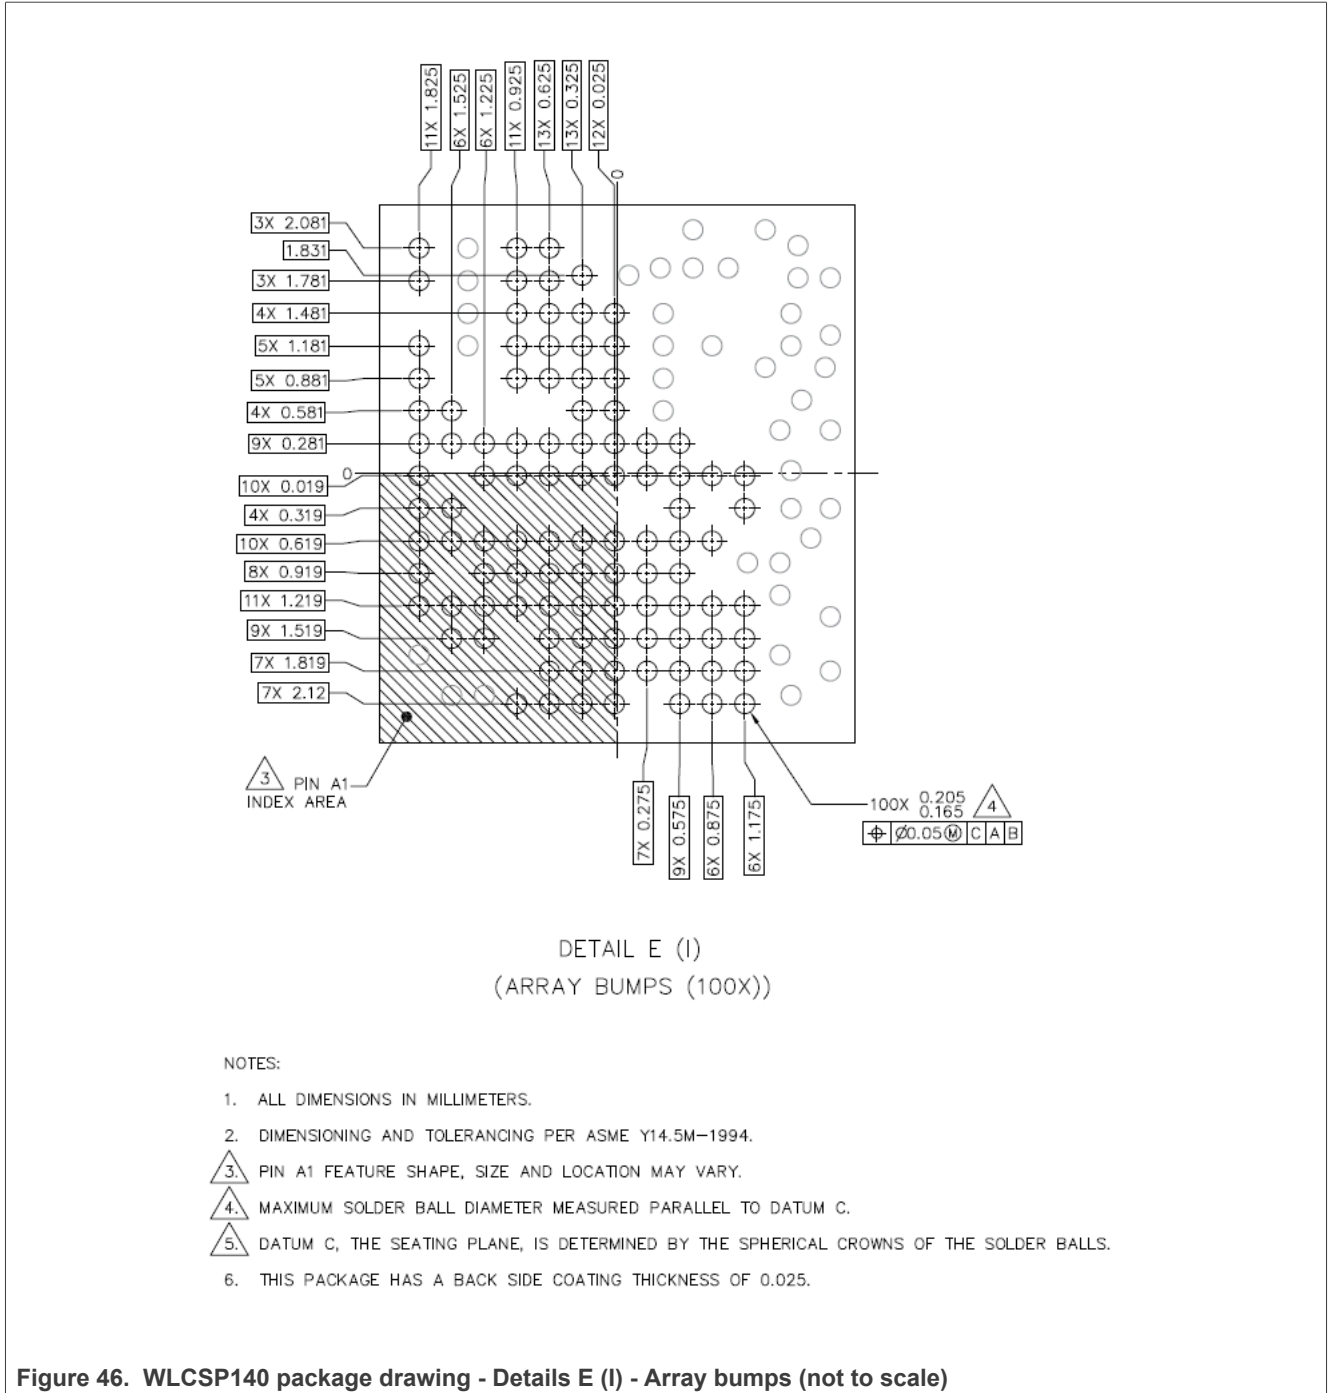 11X 1.825
6X 1.525
6X 1.225
11X 0.925
13X 0.625
13X 0.325
12X 0.025
0
3X 2.081
1.831
3X 1.781
4X 1.481
5X 1.181
5X 0.881
4X 0.581
9X 0.281
0
10X 0.019
4X 0.319
10X 0.619
8X 0.919
11X 1.219
9X 1.519
7X 1.819
7X 2.12
3 PIN A1
INDEX AREA
7X 0.275
9X 0.575
6X 0.875
6X 1.175
100X 0.205
0.165 4
⌖ Ø0.05 Ⓜ C A B
DETAIL E (I)
(ARRAY BUMPS (100X))
NOTES:
1. ALL DIMENSIONS IN MILLIMETERS.
2. DIMENSIONING AND TOLERANCING PER ASME Y14.5M-1994.
3. PIN A1 FEATURE SHAPE, SIZE AND LOCATION MAY VARY.
4. MAXIMUM SOLDER BALL DIAMETER MEASURED PARALLEL TO DATUM C.
5. DATUM C, THE SEATING PLANE, IS DETERMINED BY THE SPHERICAL CROWNS OF THE SOLDER BALLS.
6. THIS PACKAGE HAS A BACK SIDE COATING THICKNESS OF 0.025.
Figure 46. WLCSP140 package drawing - Details E (I) - Array bumps (not to scale)